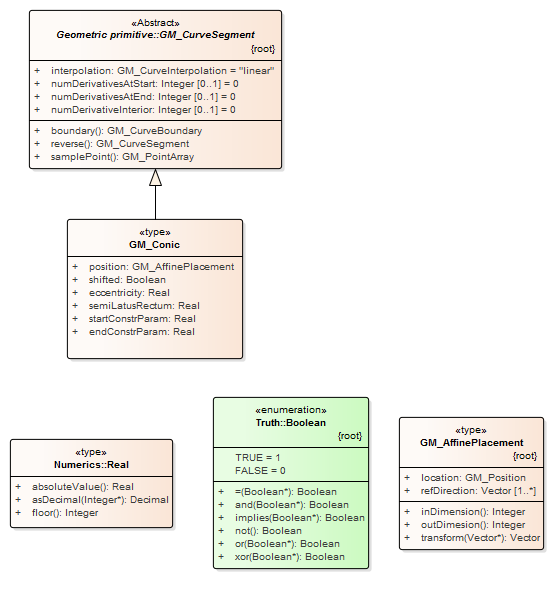 «Abstract»
Geometric primitive::GM_CurveSegment
{root}
+ interpolation: GM_CurveInterpolation = "linear"
+ numDerivativesAtStart: Integer [0..1] = 0
+ numDerivativesAtEnd: Integer [0..1] = 0
+ numDerivativeInterior: Integer [0..1] = 0
+ boundary(): GM_CurveBoundary
+ reverse(): GM_CurveSegment
+ samplePoint(): GM_PointArray
«type»
GM_Conic
+ position: GM_AffinePlacement
+ shifted: Boolean
+ eccentricity: Real
+ semiLatusRectum: Real
+ startConstrParam: Real
+ endConstrParam: Real
«type»
Numerics::Real
+ absoluteValue(): Real
+ asDecimal(Integer*): Decimal
+ floor(): Integer
«enumeration»
Truth::Boolean
{root}
TRUE = 1
FALSE = 0
+ =(Boolean*): Boolean
+ and(Boolean*): Boolean
+ implies(Boolean*): Boolean
+ not(): Boolean
+ or(Boolean*): Boolean
+ xor(Boolean*): Boolean
«type»
GM_AffinePlacement
{root}
+ location: GM_Position
+ refDirection: Vector [1..*]
+ inDimension(): Integer
+ outDimesion(): Integer
+ transform(Vector*): Vector